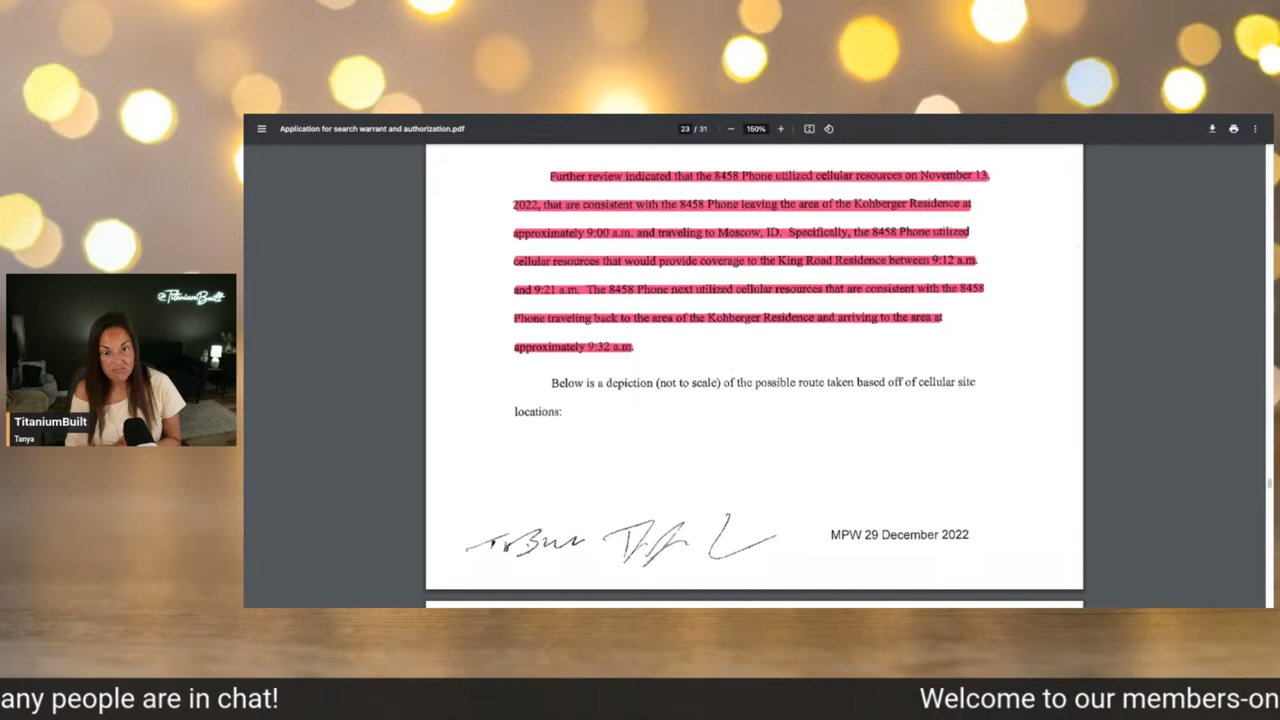 Application for search warrant and authorization.pdf
23 / 31
150%
Further review indicated that the 8458 Phone utilized cellular resources on November 13,
2022, that are consistent with the 8458 Phone leaving the area of the Kohberger Residence at
approximately 9:00 a.m. and traveling to Moscow, ID. Specifically, the 8458 Phone utilized
cellular resources that would provide coverage to the King Road Residence between 9:12 a.m.
and 9:21 a.m. The 8458 Phone next utilized cellular resources that are consistent with the 8458
Phone traveling back to the area of the Kohberger Residence and arriving to the area at
approximately 9:32 a.m.
Below is a depiction (not to scale) of the possible route taken based off of cellular site
locations:
MPW 29 December 2022
@TitaniumBuilt
TitaniumBuilt
Tanya
any people are in chat!
Welcome to our members-on